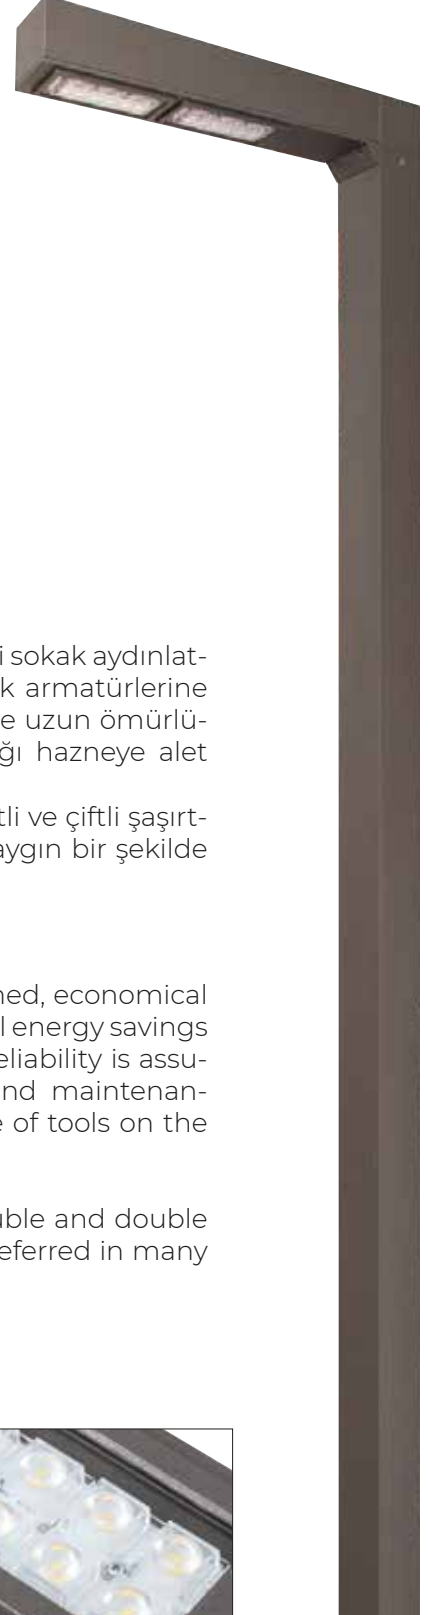 i sokak aydınlat-
k armatürlerine
e uzun ömürlü-
ğı hazneye alet
tli ve çiftli şaşırt-
aygın bir şekilde
ned, economical
l energy savings
eliability is assu-
nd maintenan-
e of tools on the
uble and double
eferred in many